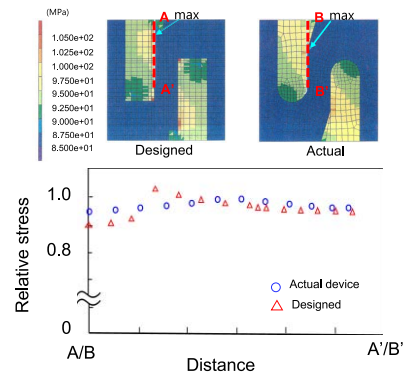 (MPa)
1.050e+02
1.025e+02
1.000e+02
9.750e+01
9.500e+01
9.250e+01
9.000e+01
8.750e+01
8.500e+01
A
max
A'
Designed
B
max
B'
Actual
Relative stress
1.0
0.8
0
Actual device
Designed
A/B
A'/B'
Distance